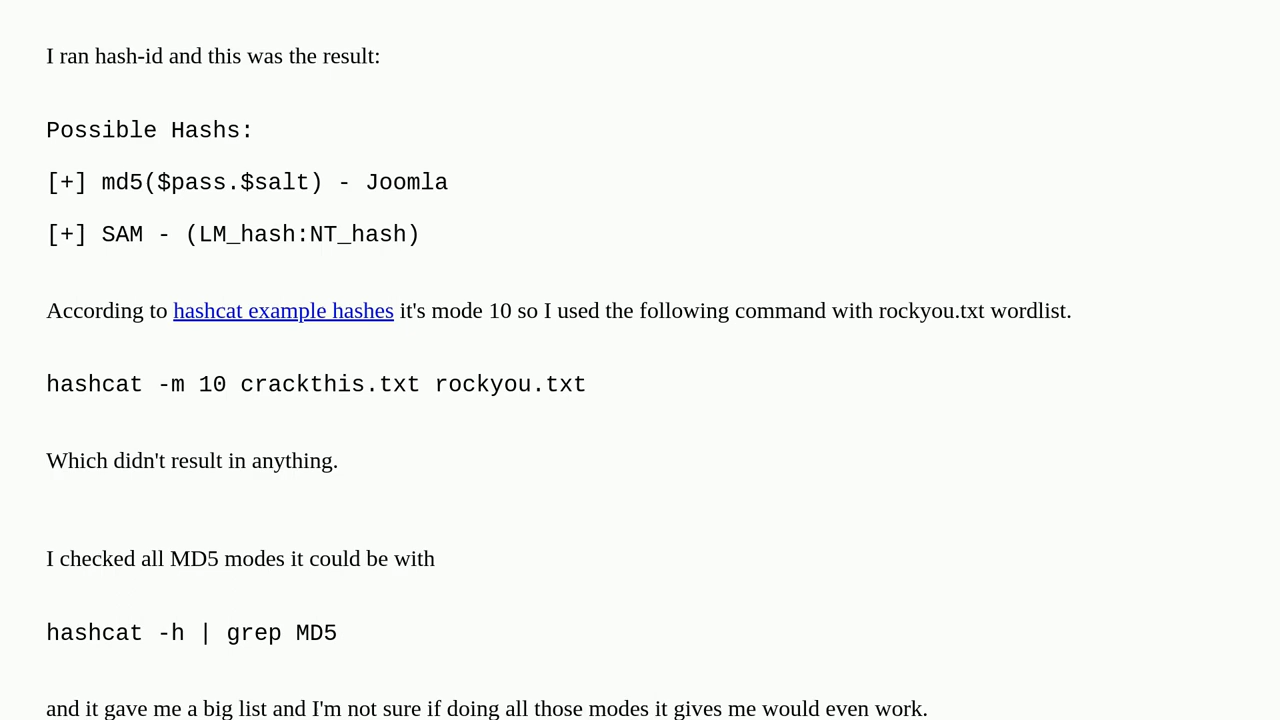 I ran hash-id and this was the result:
Possible Hashs:
[+] md5($pass.$salt) - Joomla
[+] SAM - (LM_hash:NT_hash)
According to hashcat example hashes it's mode 10 so I used the following command with rockyou.txt wordlist.
hashcat -m 10 crackthis.txt rockyou.txt
Which didn't result in anything.
I checked all MD5 modes it could be with
hashcat -h | grep MD5
and it gave me a big list and I'm not sure if doing all those modes it gives me would even work.